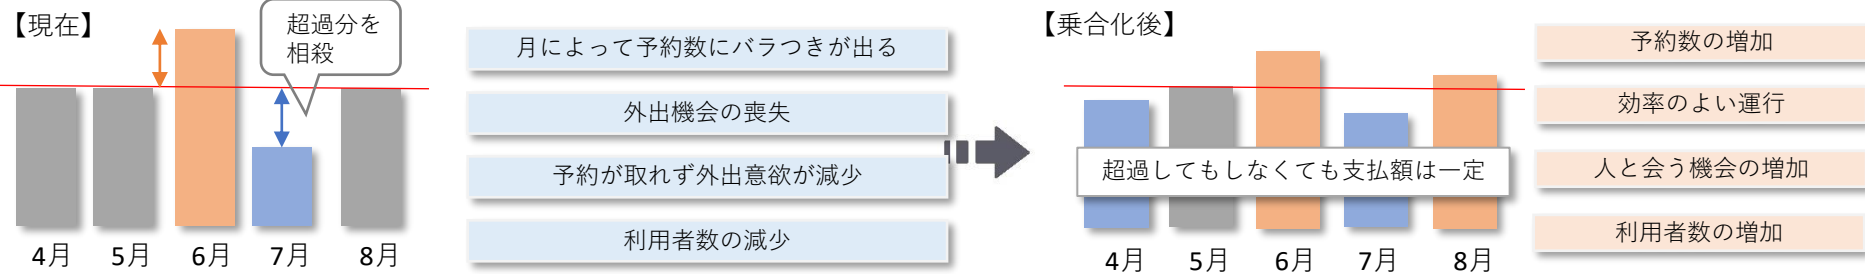 【現在】
超過分を
相殺
4月
5月
6月
7月
8月
月によって予約数にバラつきが出る
外出機会の喪失
予約が取れず外出意欲が減少
利用者数の減少
【乗合化後】
超過してもしなくても支払額は一定
4月
5月
6月
7月
8月
予約数の増加
効率のよい運行
人と会う機会の増加
利用者数の増加